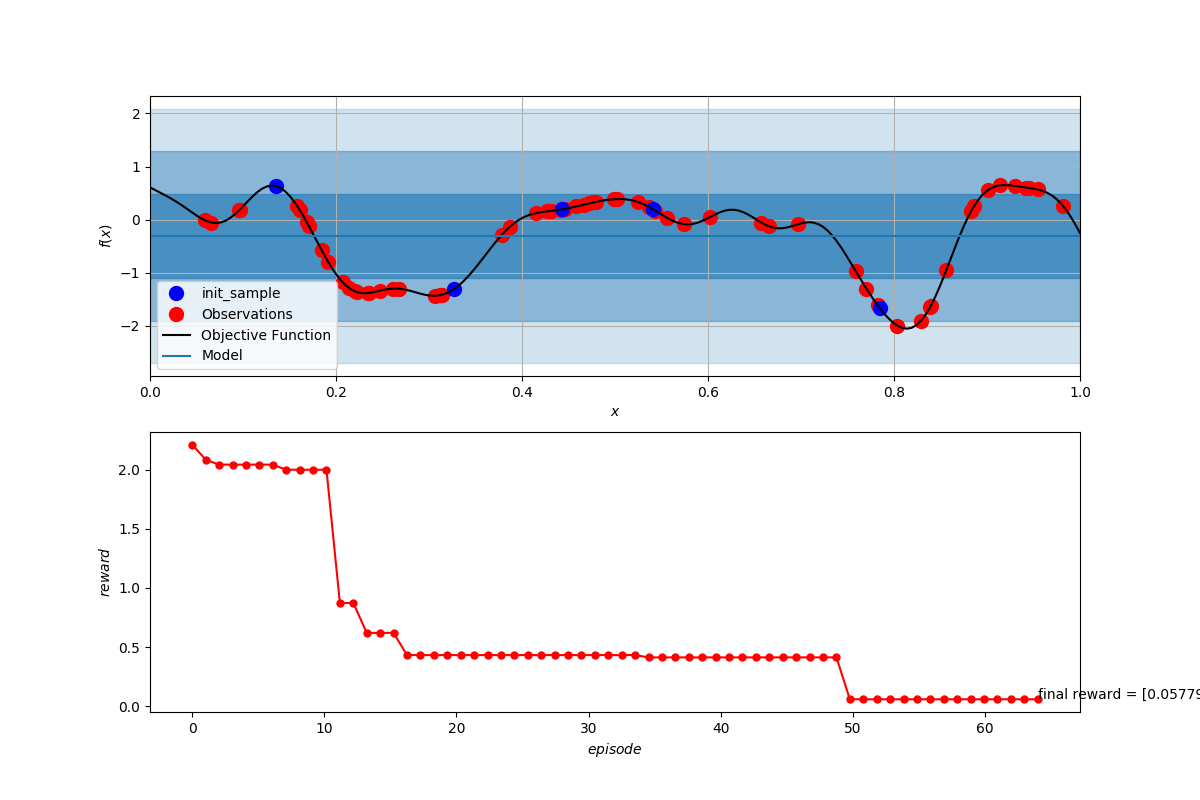 2
1
0
−1
−2
f(x)
init_sample
Observations
Objective Function
Model
0.0 0.2 0.4 0.6 0.8 1.0
x
2.0
1.5
1.0
0.5
0.0
reward
final reward = [0.05779
0 10 20 30 40 50 60
episode